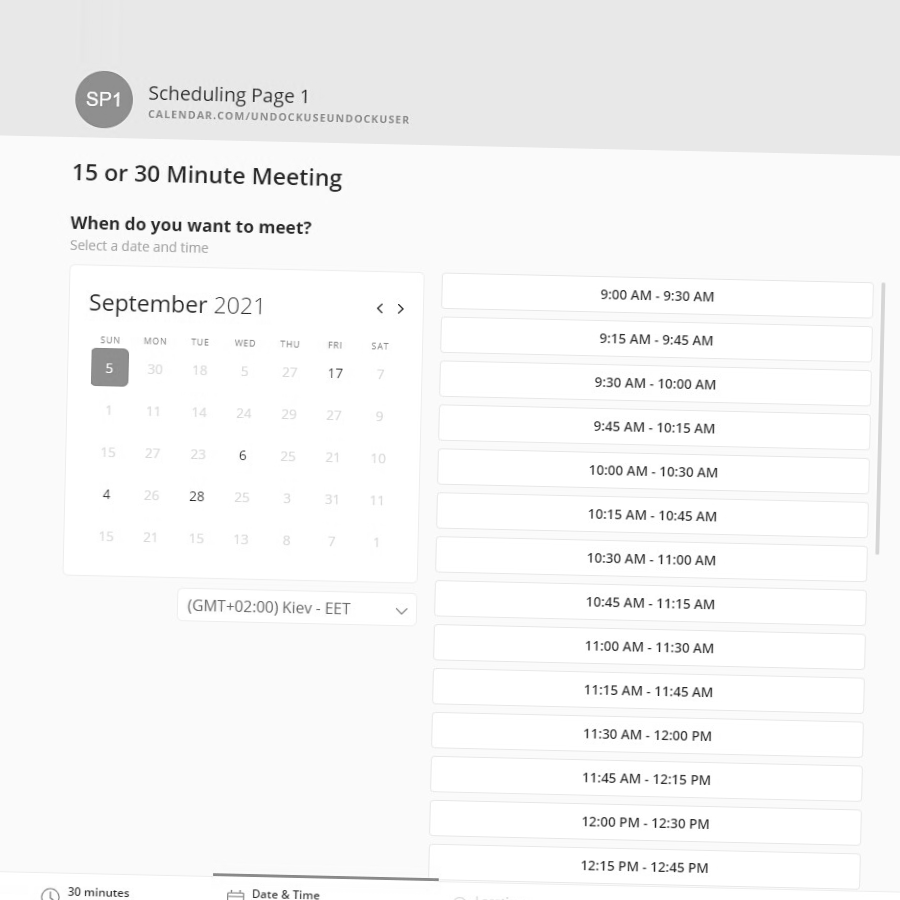 SP1
Scheduling Page 1
CALENDAR.COM/UNDOCKUSEUNDOCKUSER
15 or 30 Minute Meeting
When do you want to meet?
Select a date and time
September 2021
SUN MON TUE WED THU FRI SAT
5 30 18 5 27 17 7
1 11 14 24 29 27 9
15 27 23 6 25 21 10
4 26 28 25 3 31 11
15 21 15 13 8 7 1
(GMT+02:00) Kiev - EET
9:00 AM - 9:30 AM
9:15 AM - 9:45 AM
9:30 AM - 10:00 AM
9:45 AM - 10:15 AM
10:00 AM - 10:30 AM
10:15 AM - 10:45 AM
10:30 AM - 11:00 AM
10:45 AM - 11:15 AM
11:00 AM - 11:30 AM
11:15 AM - 11:45 AM
11:30 AM - 12:00 PM
11:45 AM - 12:15 PM
12:00 PM - 12:30 PM
12:15 PM - 12:45 PM
30 minutes
Date & Time